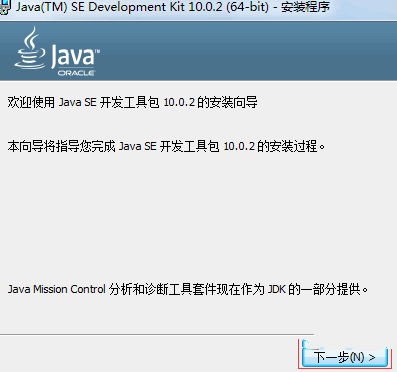 Java(TM) SE Development Kit 10.0.2 (64-bit) - 安装程序
Java™
ORACLE
欢迎使用 Java SE 开发工具包 10.0.2 的安装向导
本向导将指导您完成 Java SE 开发工具包 10.0.2 的安装过程。
Java Mission Control 分析和诊断工具套件现在作为 JDK 的一部分提供。
下一步(N) >